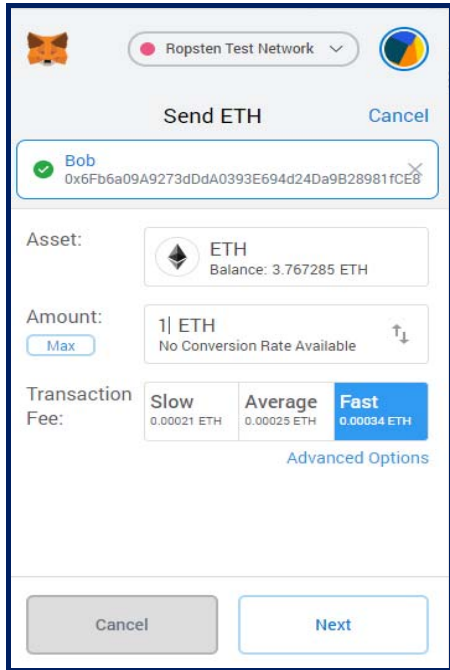 Ropsten Test Network
Send ETH
Cancel
Bob
0x6Fb6a09A9273dDdA0393E694d24Da9B28981fCE8
Asset:
ETH
Balance: 3.767285 ETH
Amount:
Max
1 ETH
No Conversion Rate Available
Transaction Fee:
Slow
0.00021 ETH
Average
0.00025 ETH
Fast
0.00034 ETH
Advanced Options
Cancel
Next